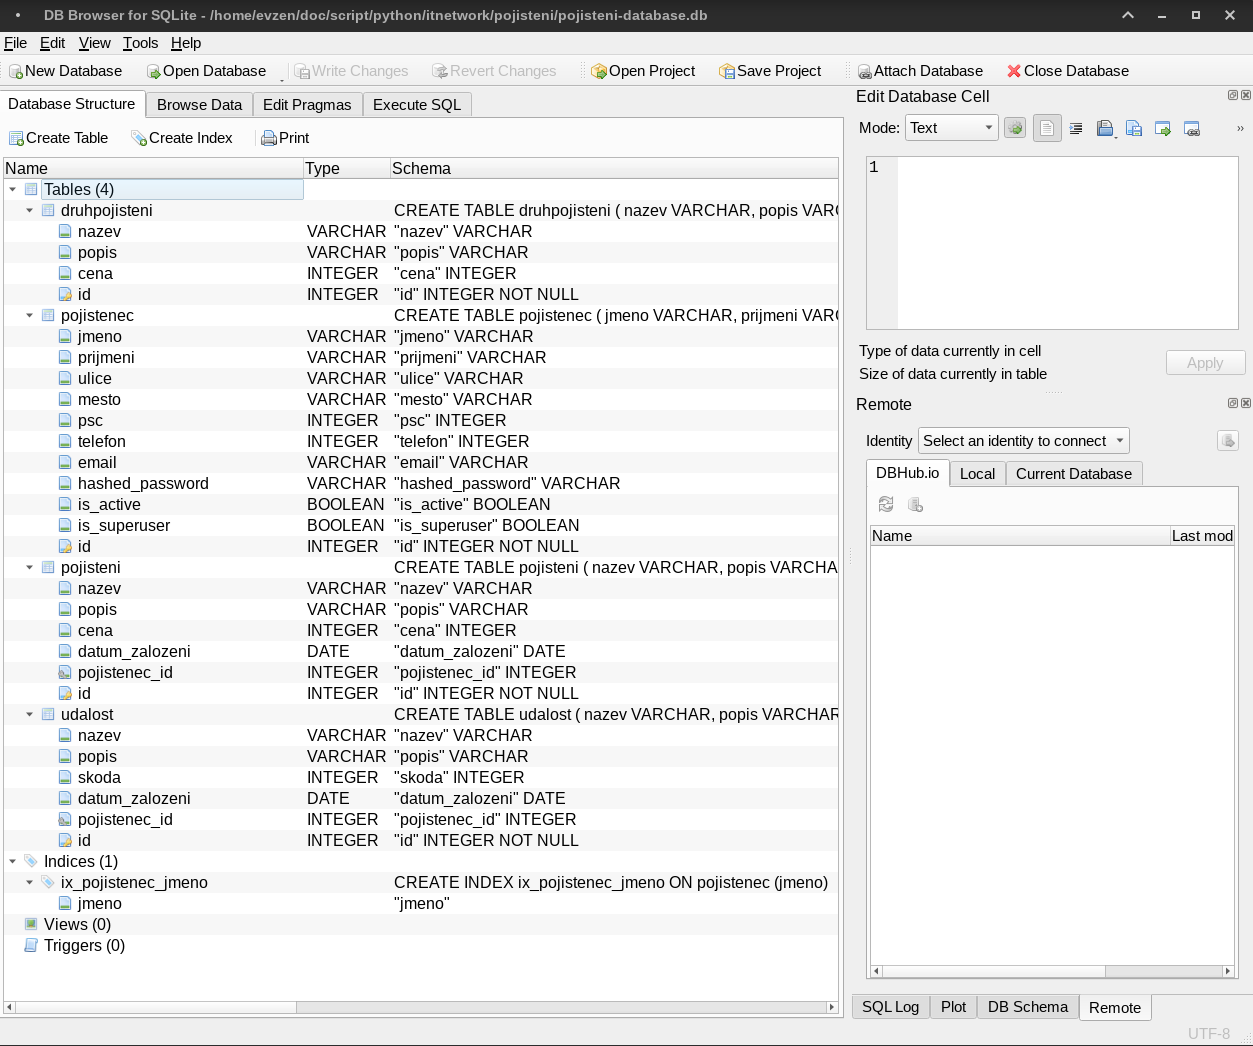 DB Browser for SQLite - /home/evzen/doc/script/python/itnetwork/pojisteni/pojisteni-database.db
File Edit View Tools Help
New Database Open Database Write Changes Revert Changes Open Project Save Project Attach Database Close Database
Database Structure Browse Data Edit Pragmas Execute SQL
Create Table Create Index Print
Name Type Schema
Tables (4)
druhpojisteni CREATE TABLE druhpojisteni ( nazev VARCHAR, popis VARC
nazev VARCHAR "nazev" VARCHAR
popis VARCHAR "popis" VARCHAR
cena INTEGER "cena" INTEGER
id INTEGER "id" INTEGER NOT NULL
pojistenec CREATE TABLE pojistenec ( jmeno VARCHAR, prijmeni VARC
jmeno VARCHAR "jmeno" VARCHAR
prijmeni VARCHAR "prijmeni" VARCHAR
ulice VARCHAR "ulice" VARCHAR
mesto VARCHAR "mesto" VARCHAR
psc INTEGER "psc" INTEGER
telefon INTEGER "telefon" INTEGER
email VARCHAR "email" VARCHAR
hashed_password VARCHAR "hashed_password" VARCHAR
is_active BOOLEAN "is_active" BOOLEAN
is_superuser BOOLEAN "is_superuser" BOOLEAN
id INTEGER "id" INTEGER NOT NULL
pojisteni CREATE TABLE pojisteni ( nazev VARCHAR, popis VARCHA
nazev VARCHAR "nazev" VARCHAR
popis VARCHAR "popis" VARCHAR
cena INTEGER "cena" INTEGER
datum_zalozeni DATE "datum_zalozeni" DATE
pojistenec_id INTEGER "pojistenec_id" INTEGER
id INTEGER "id" INTEGER NOT NULL
udalost CREATE TABLE udalost ( nazev VARCHAR, popis VARCHAR
nazev VARCHAR "nazev" VARCHAR
popis VARCHAR "popis" VARCHAR
skoda INTEGER "skoda" INTEGER
datum_zalozeni DATE "datum_zalozeni" DATE
pojistenec_id INTEGER "pojistenec_id" INTEGER
id INTEGER "id" INTEGER NOT NULL
Indices (1)
ix_pojistenec_jmeno CREATE INDEX ix_pojistenec_jmeno ON pojistenec (jmeno)
jmeno "jmeno"
Views (0)
Triggers (0)
Edit Database Cell
Mode: Text »
1
Type of data currently in cell
Size of data currently in table
Apply
Remote
Identity Select an identity to connect
DBHub.io Local Current Database
Name Last mod
SQL Log Plot DB Schema Remote
UTF-8